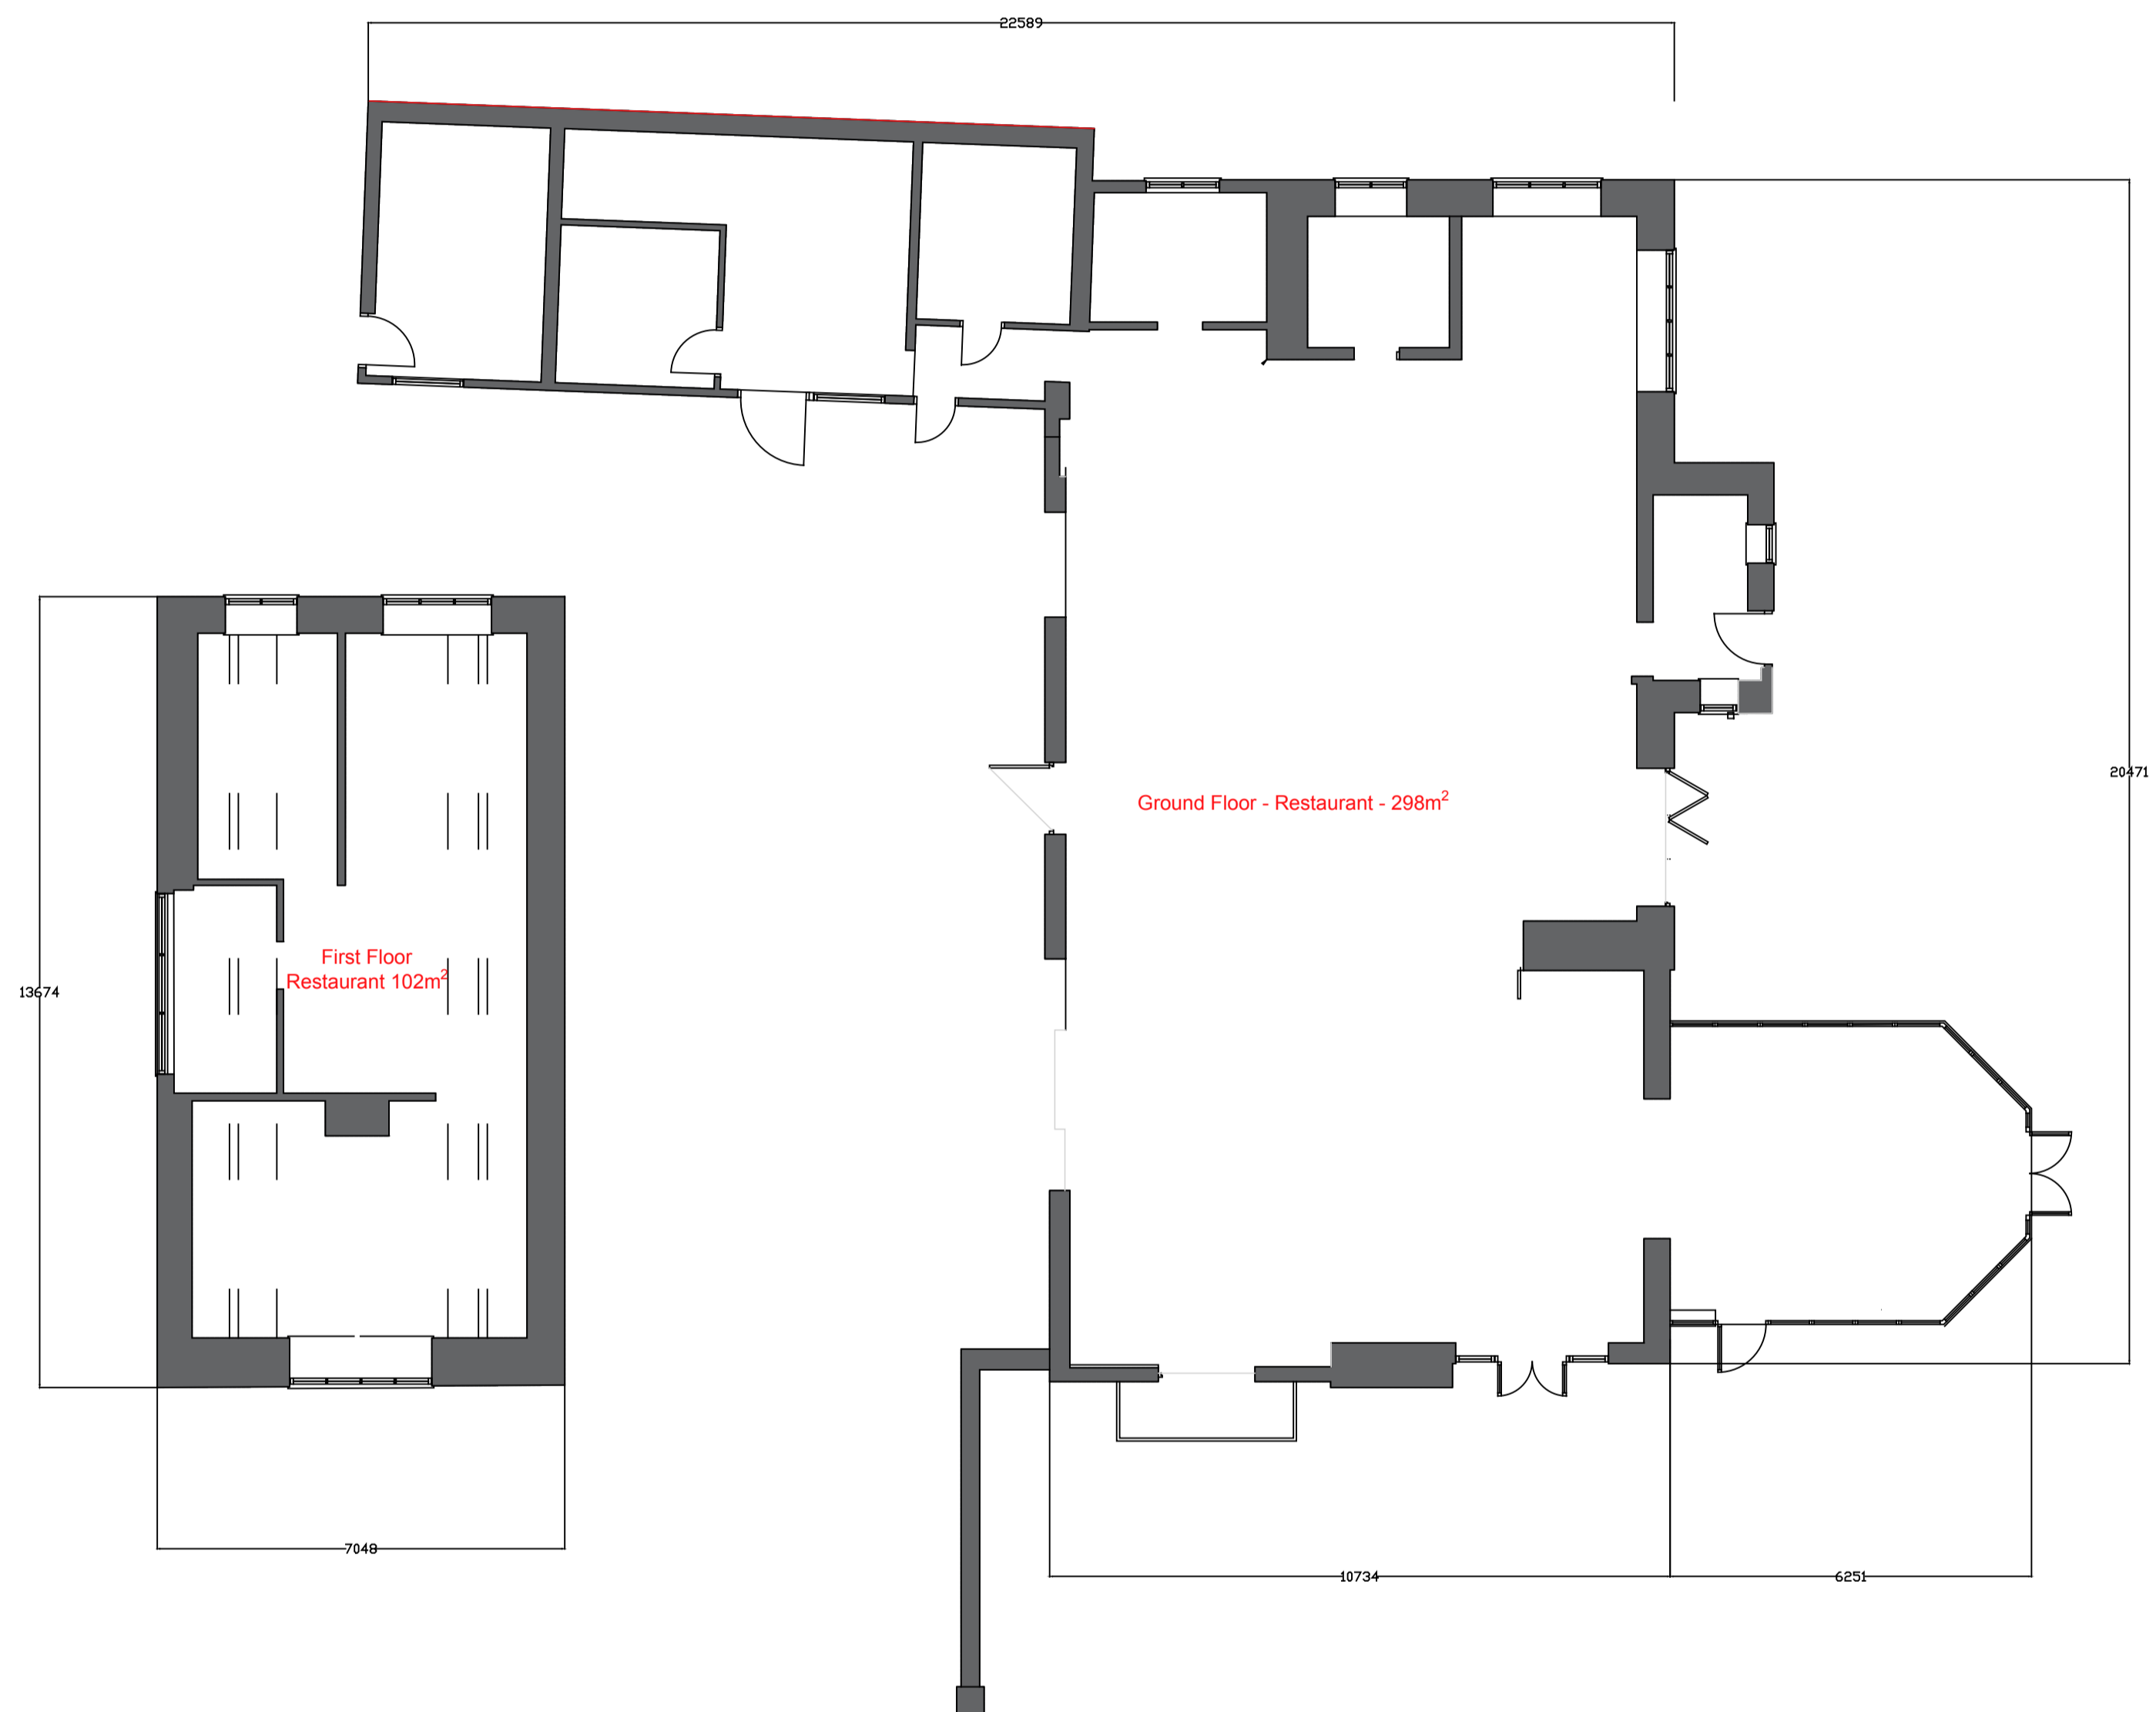 22589
Ground Floor - Restaurant - 298m²
20471
First Floor
Restaurant 102m²
13674
7048
10734
6251